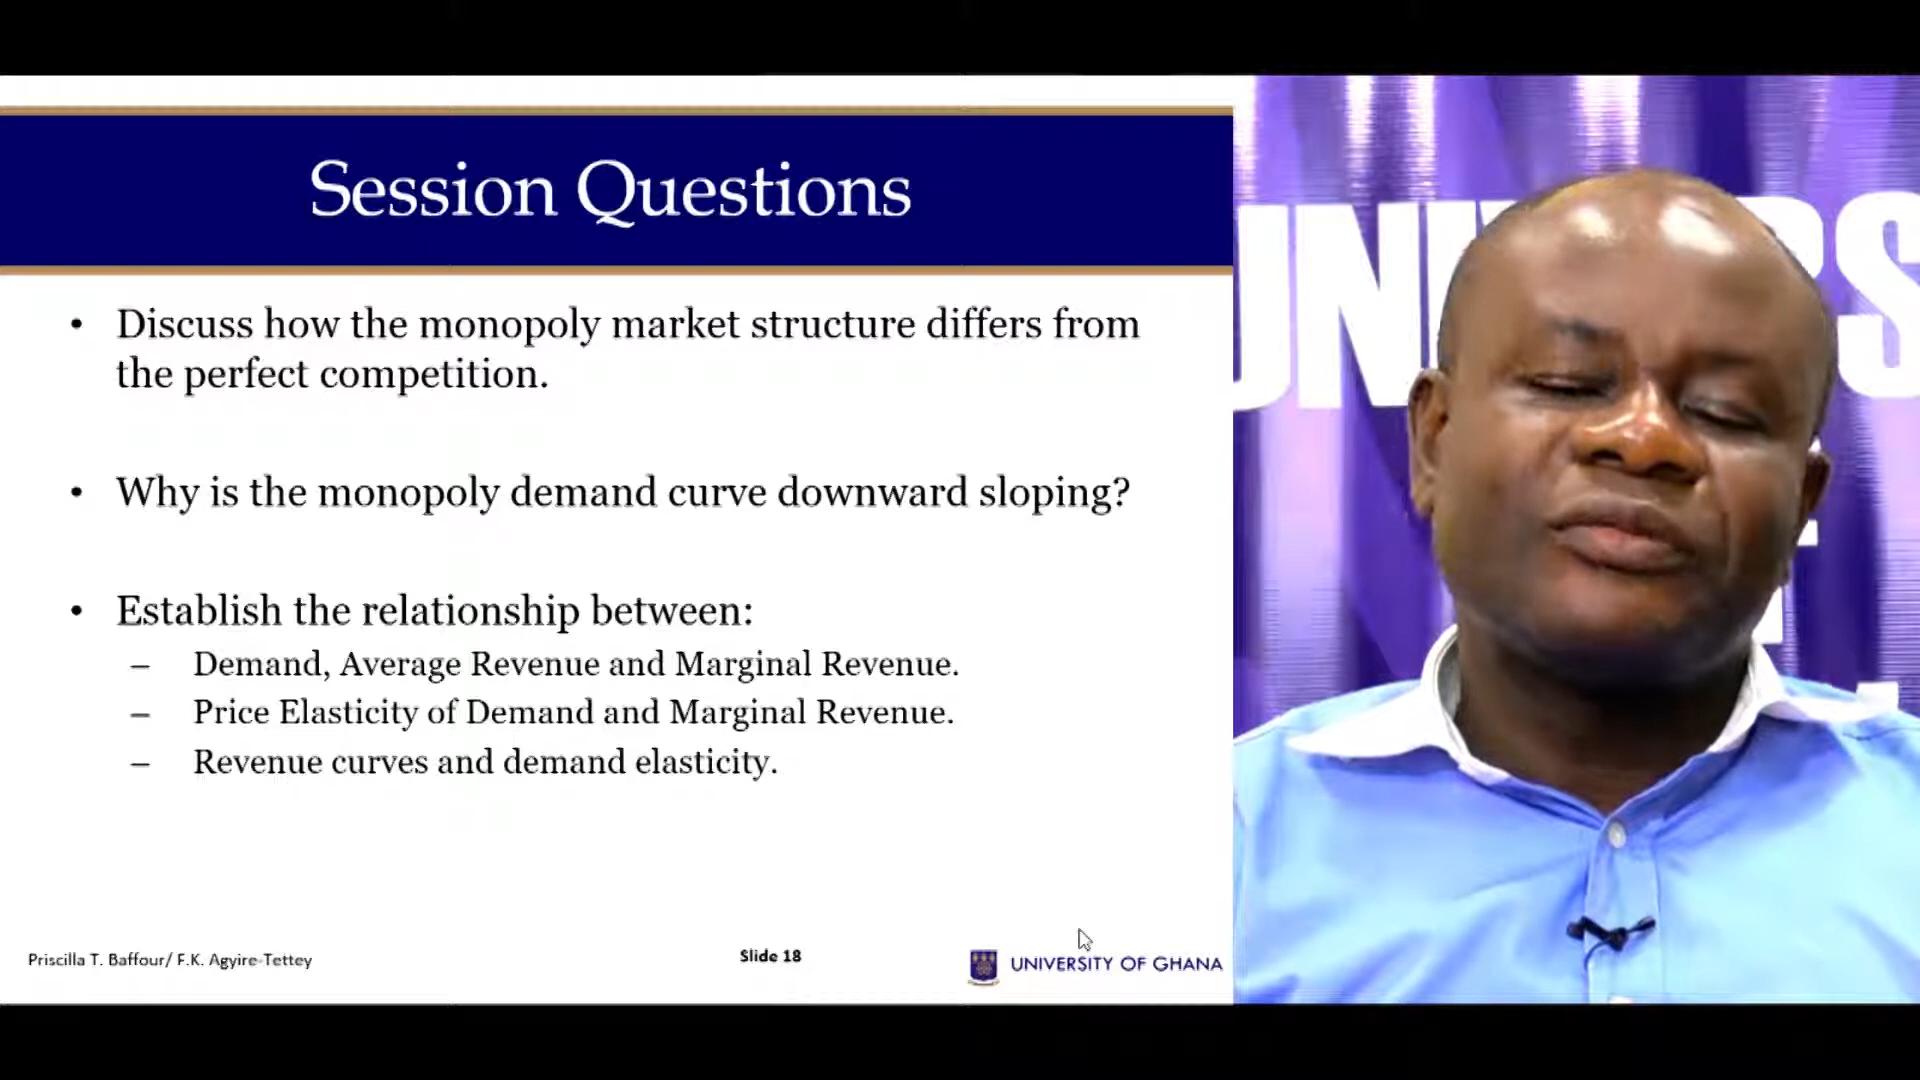 Session Questions
• Discuss how the monopoly market structure differs from
the perfect competition.
• Why is the monopoly demand curve downward sloping?
• Establish the relationship between:
– Demand, Average Revenue and Marginal Revenue.
– Price Elasticity of Demand and Marginal Revenue.
– Revenue curves and demand elasticity.
Priscilla T. Baffour/ F.K. Agyire-Tettey
Slide 18
UNIVERSITY OF GHANA